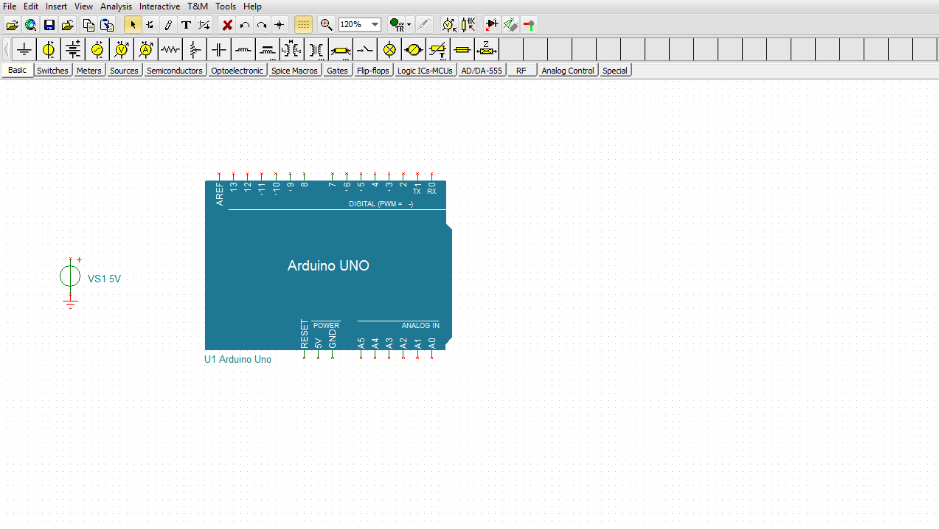 File Edit Insert View Analysis Interactive T&M Tools Help
120%
Basic Switches Meters Sources Semiconductors Optoelectronic Spice Macros Gates Flip-flops Logic ICs-MCUs AD/DA-555 RF Analog Control Special
AREF 13 12 -11 -10 -9 8 7 -6 -5 4 -3 2 1 0
TX RX
DIGITAL (PWM = -)
Arduino UNO
VS1 5V
+
POWER ANALOG IN
RESET 5V GND A5 A4 A3 A2 A1 A0
U1 Arduino Uno